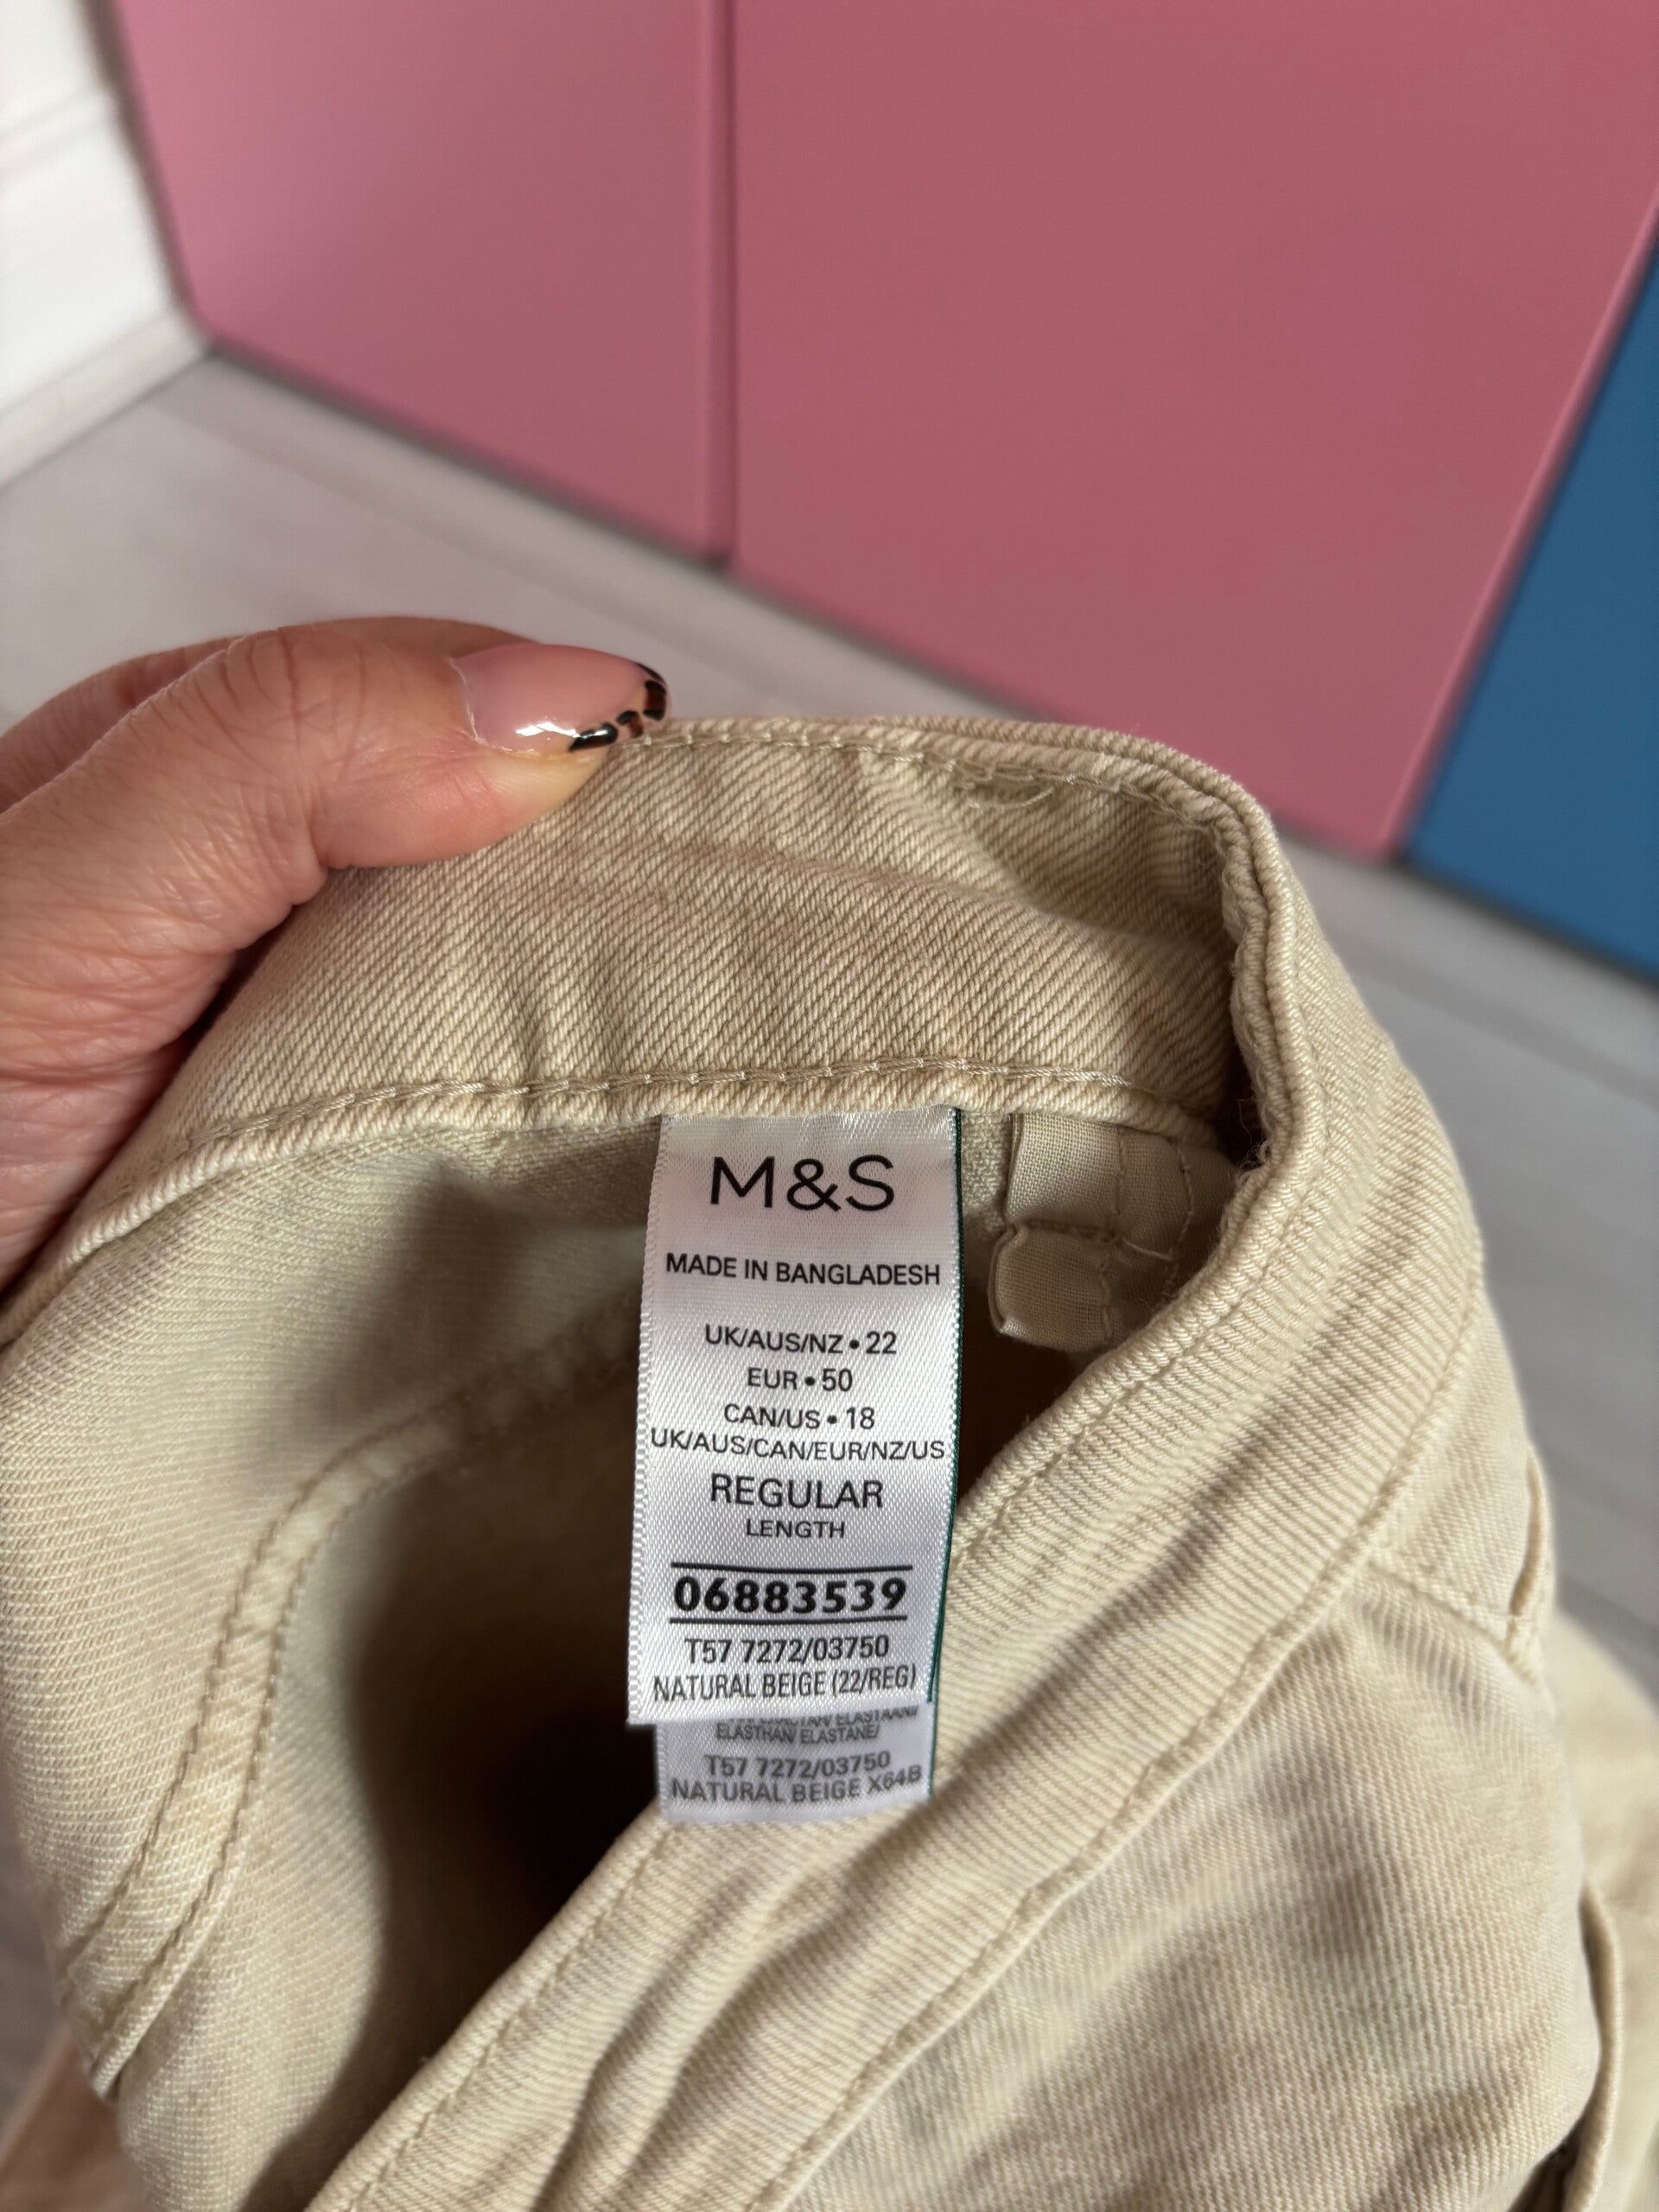 M&S
MADE IN BANGLADESH
UK/AUS/NZ • 22
EUR • 50
CAN/US • 18
UK/AUS/CAN/EUR/NZ/US
REGULAR
LENGTH
06883539
T57 7272/03750
NATURAL BEIGE (22/REG)
ELASTHAN/ ELASTANE/
T57 7272/03750
NATURAL BEIGE X64B